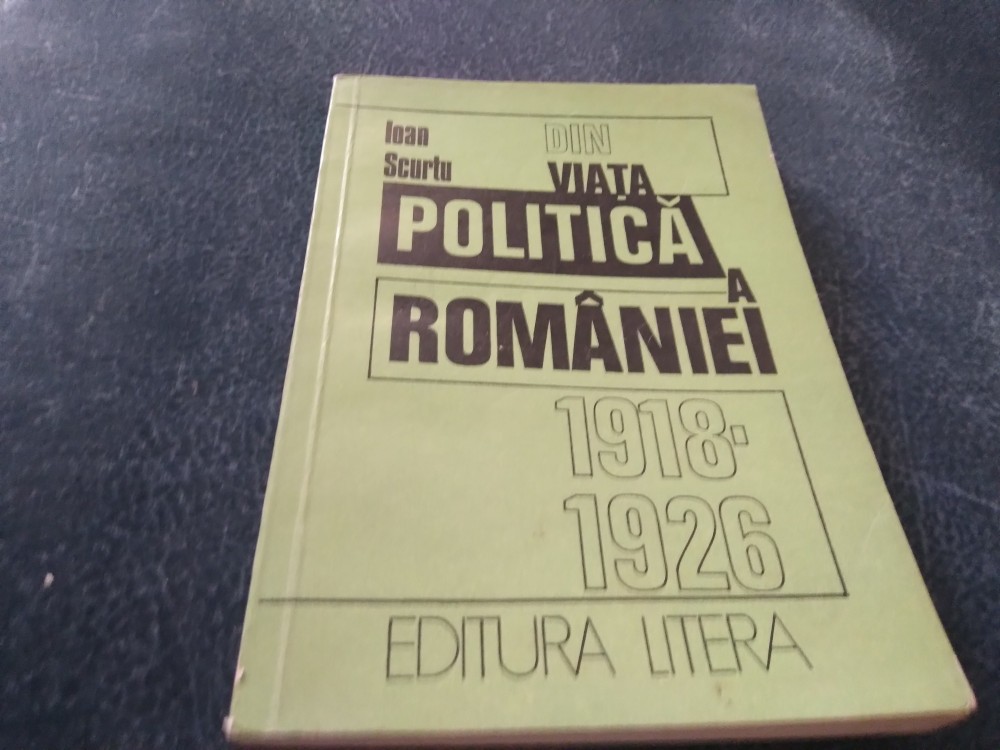 Ioan
Scurtu
DIN
VIAȚA
POLITICĂ
A
ROMÂNIEI
1918-
1926
EDITURA LITERA